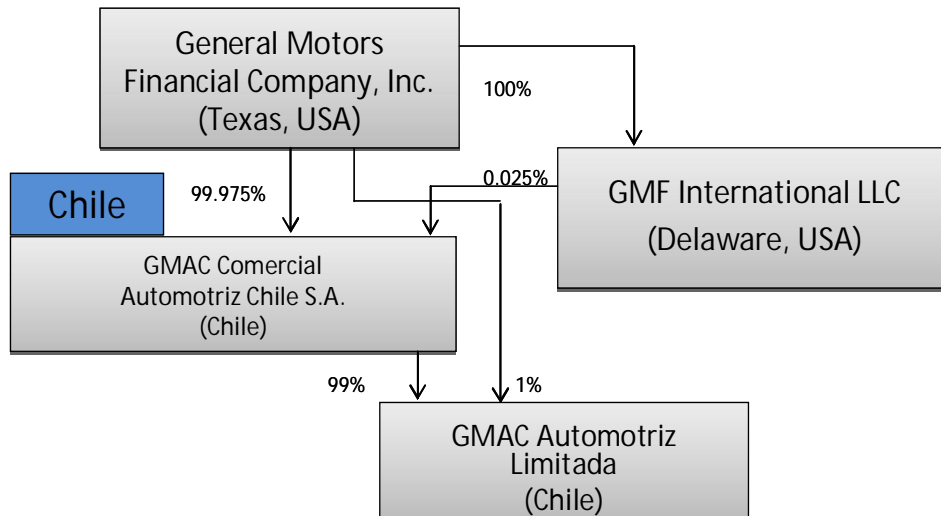 General Motors
Financial Company, Inc.
(Texas, USA)
100%
99.975%
0.025%
GMF International LLC
(Delaware, USA)
Chile
GMAC Comercial
Automotriz Chile S.A.
(Chile)
99%
1%
GMAC Automotriz
Limitada
(Chile)